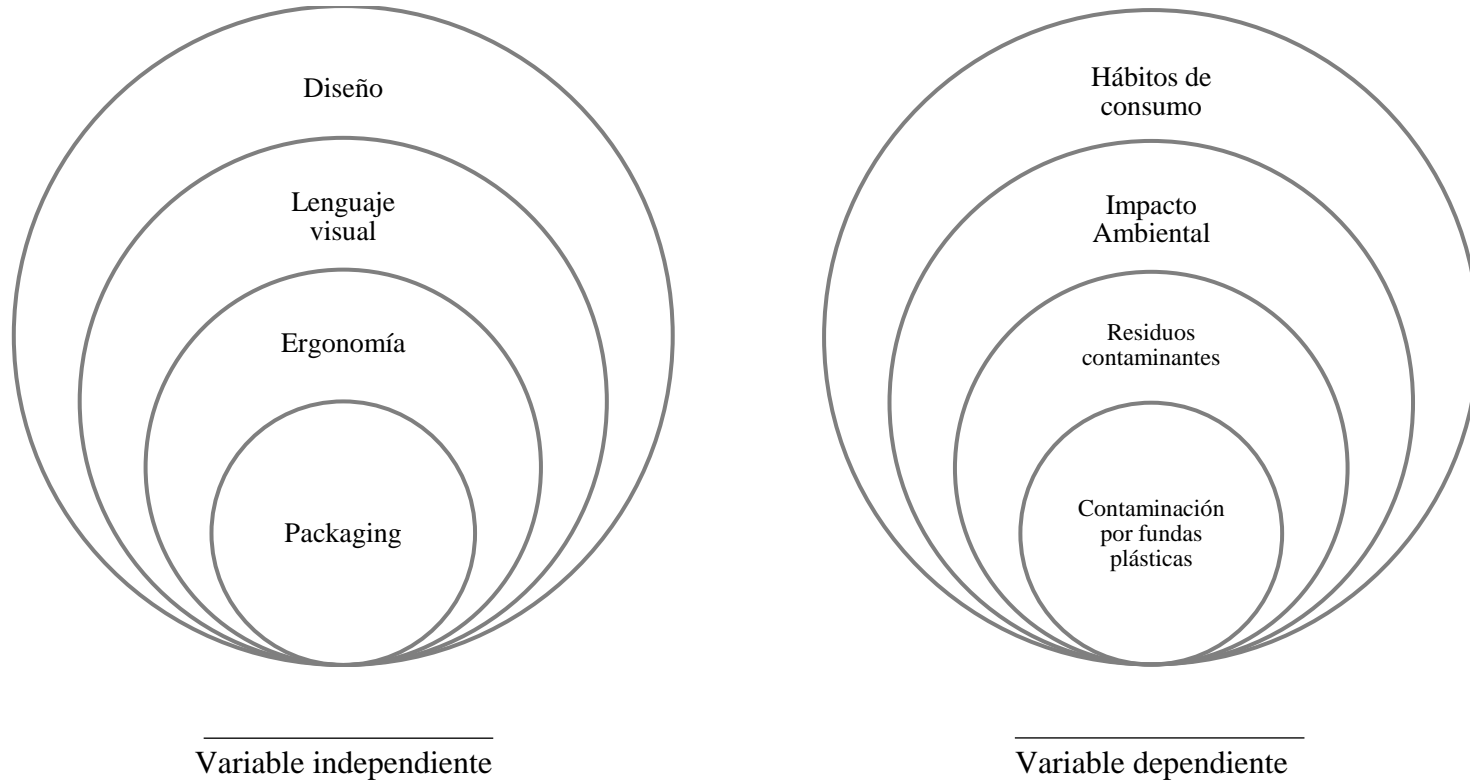 Diseño
Lenguaje
visual
Ergonomía
Packaging
Variable independiente
Hábitos de
consumo
Impacto
Ambiental
Residuos
contaminantes
Contaminación
por fundas
plásticas
Variable dependiente